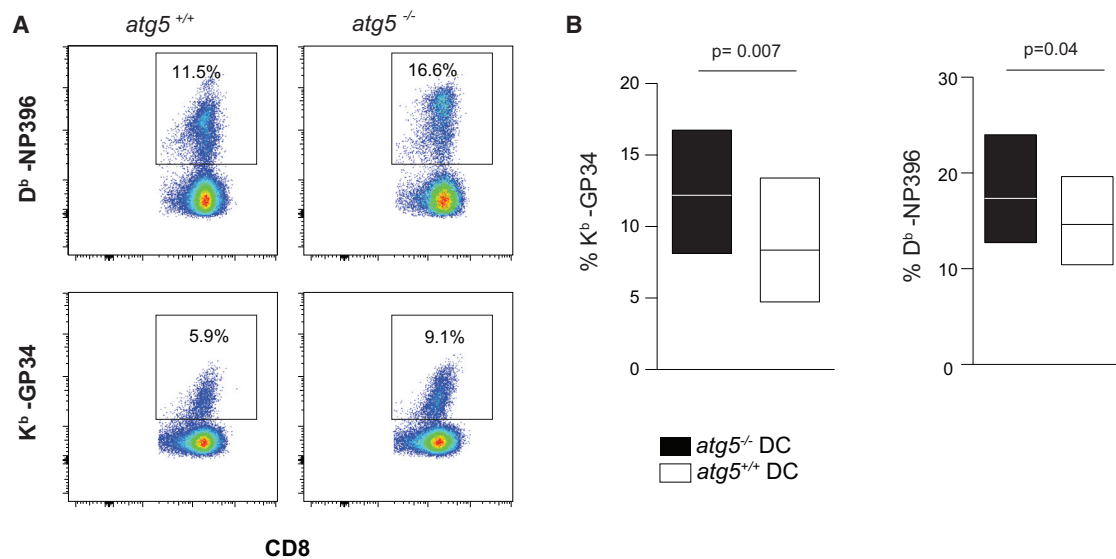 A
atg5 +/+
atg5 -/-
Dᵇ -NP396
11.5%
16.6%
Kᵇ -GP34
5.9%
9.1%
CD8
B
p= 0.007
% Kᵇ -GP34
20
15
10
5
0
p=0.04
% Dᵇ -NP396
30
20
10
0
atg5-/- DC
atg5+/+ DC